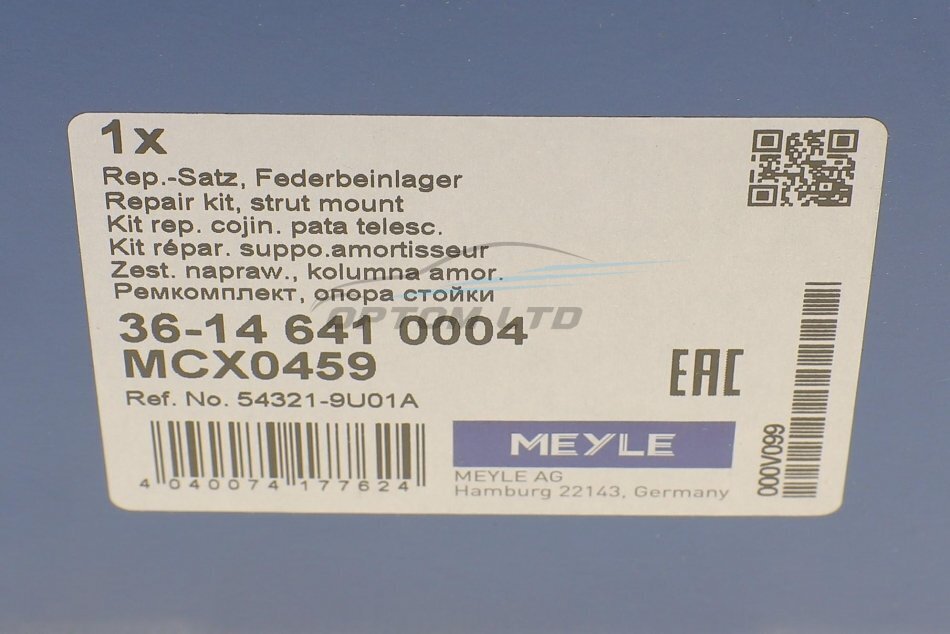 1x
Rep.-Satz, Federbeinlager
Repair kit, strut mount
Kit rep. cojin. pata telesc.
Kit répar. suppo.amortisseur
Zest. napraw., kolumna amor.
Ремкомплект, опора стойки
OPTOM LTD
36-14 641 0004
MCX0459
Ref. No. 54321-9U01A
EAC
4 040074 177624
MEYLE
MEYLE AG
Hamburg 22143, Germany
000V099